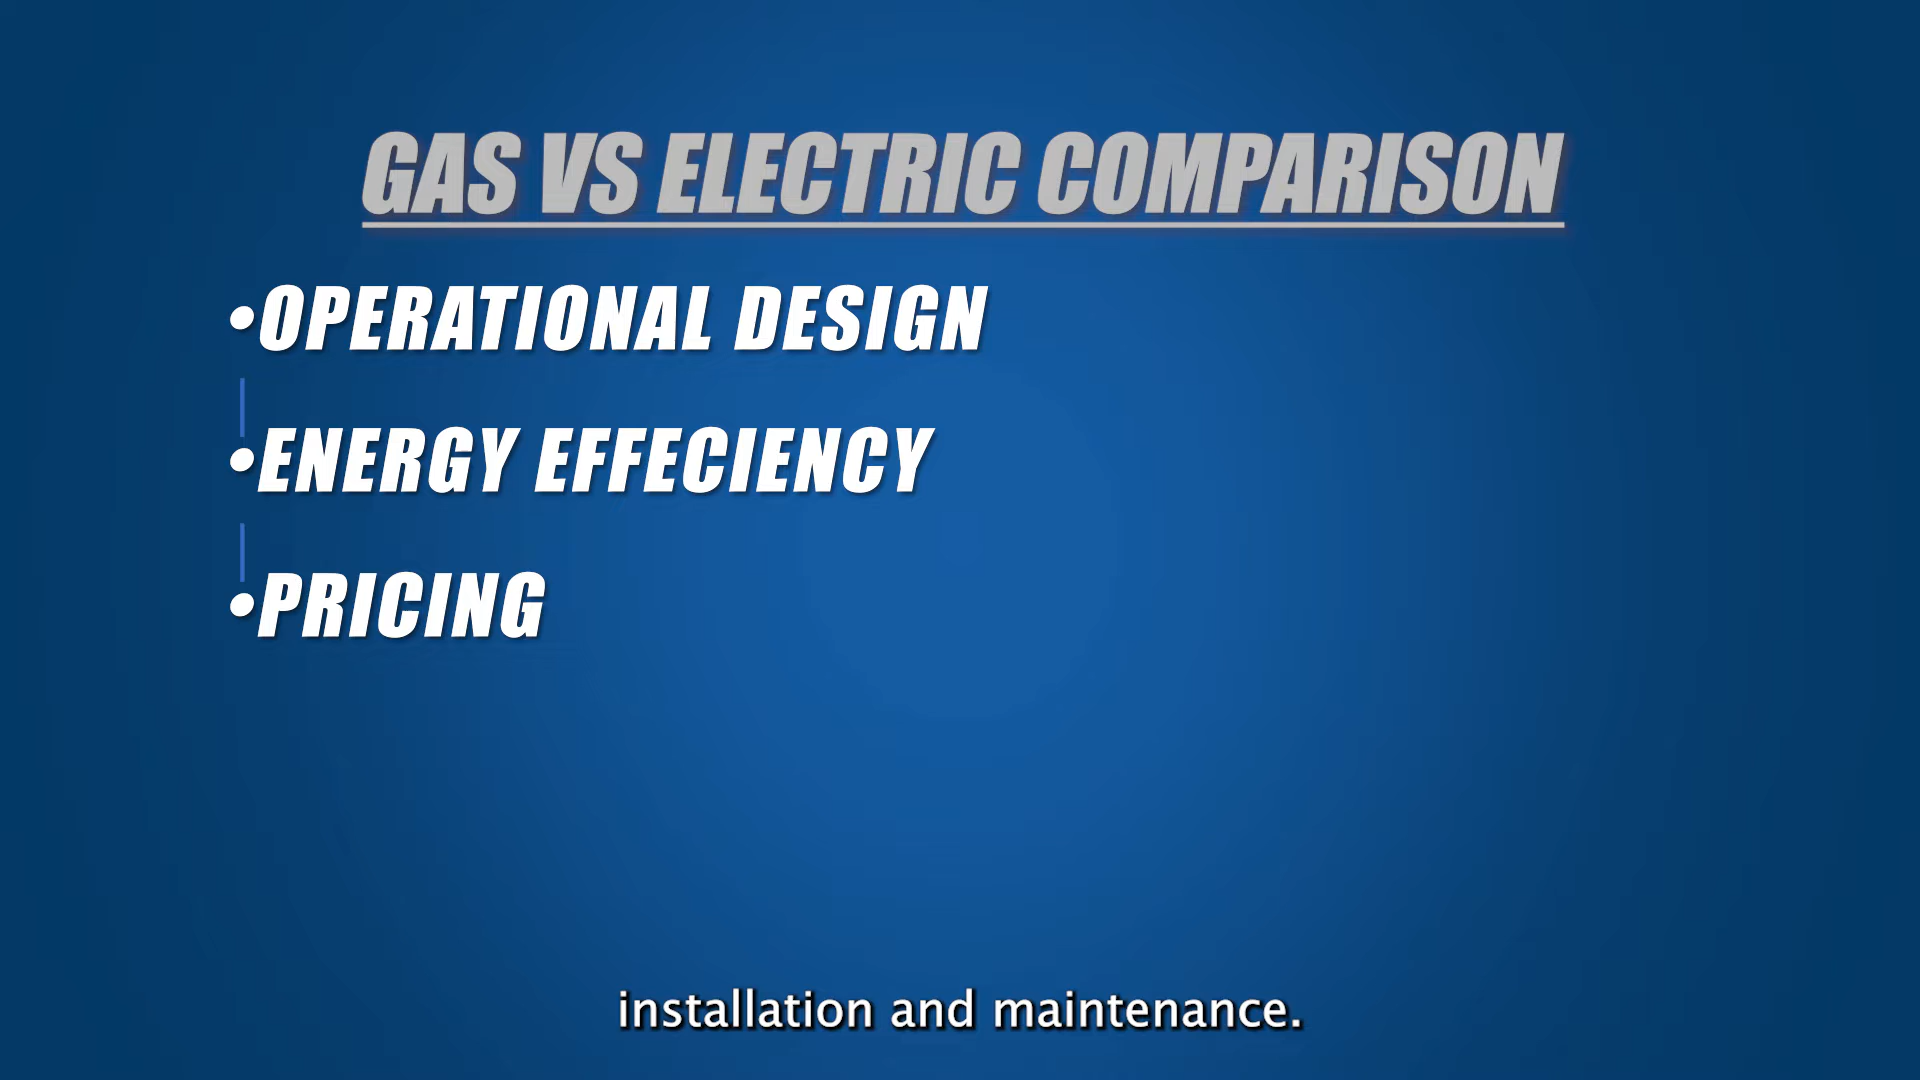 GAS VS ELECTRIC COMPARISON
•OPERATIONAL DESIGN
•ENERGY EFFECIENCY
•PRICING
installation and maintenance.